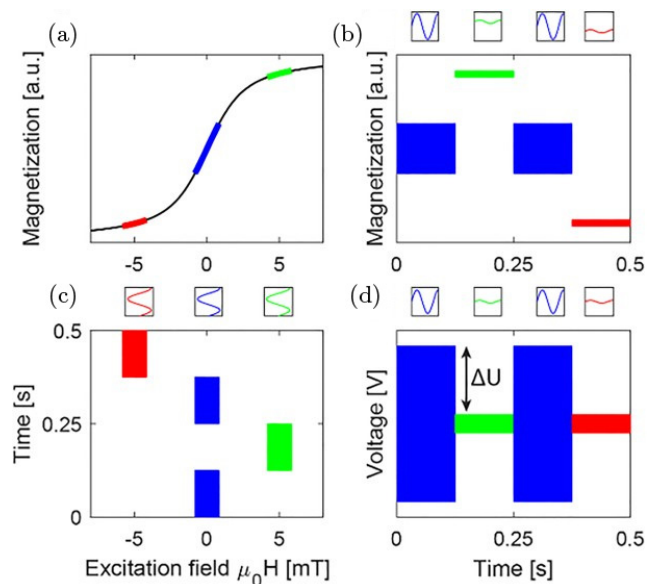 (a)
Magnetization [a.u.]
-5 0 5
(b)
Magnetization [a.u.]
0 0.25 0.5
(c)
Time [s]
0.5
0.25
0
-5 0 5
Excitation field μ₀H [mT]
(d)
Voltage [V]
ΔU
0 0.25 0.5
Time [s]